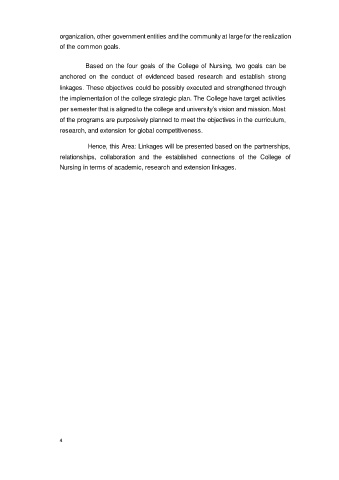 organization, other government entities and the community at large for the realization
of the common goals.
Based on the four goals of the College of Nursing, two goals can be
anchored on the conduct of evidenced based research and establish strong
linkages. These objectives could be possibly executed and strengthened through
the implementation of the college strategic plan. The College have target activities
per semester that is aligned to the college and university's vision and mission. Most
of the programs are purposively planned to meet the objectives in the curriculum,
research, and extension for global competitiveness.
Hence, this Area: Linkages will be presented based on the partnerships,
relationships, collaboration and the established connections of the College of
Nursing in terms of academic, research and extension linkages.
4